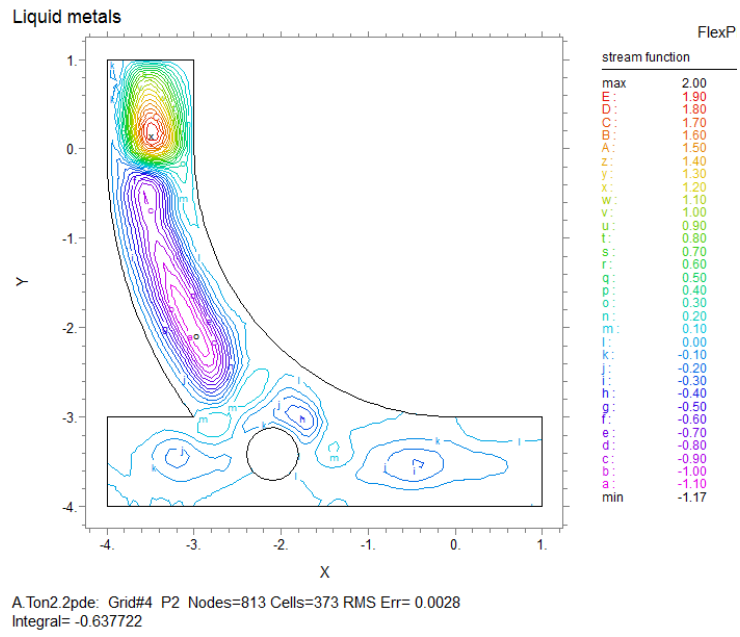 Liquid metals
FlexP
stream function
max 2.00
E : 1.90
D : 1.80
C : 1.70
B : 1.60
A : 1.50
z : 1.40
y : 1.30
x : 1.20
w : 1.10
v : 1.00
u : 0.90
t : 0.80
s : 0.70
r : 0.60
q : 0.50
p : 0.40
o : 0.30
n : 0.20
m : 0.10
l : 0.00
k : -0.10
j : -0.20
i : -0.30
h : -0.40
g : -0.50
f : -0.60
e : -0.70
d : -0.80
c : -0.90
b : -1.00
a : -1.10
min -1.17
1.
0.
-1.
-2.
-3.
-4.
Y
-4. -3. -2. -1. 0. 1.
X
A.Ton2.2pde: Grid#4 P2 Nodes=813 Cells=373 RMS Err= 0.0028
Integral= -0.637722